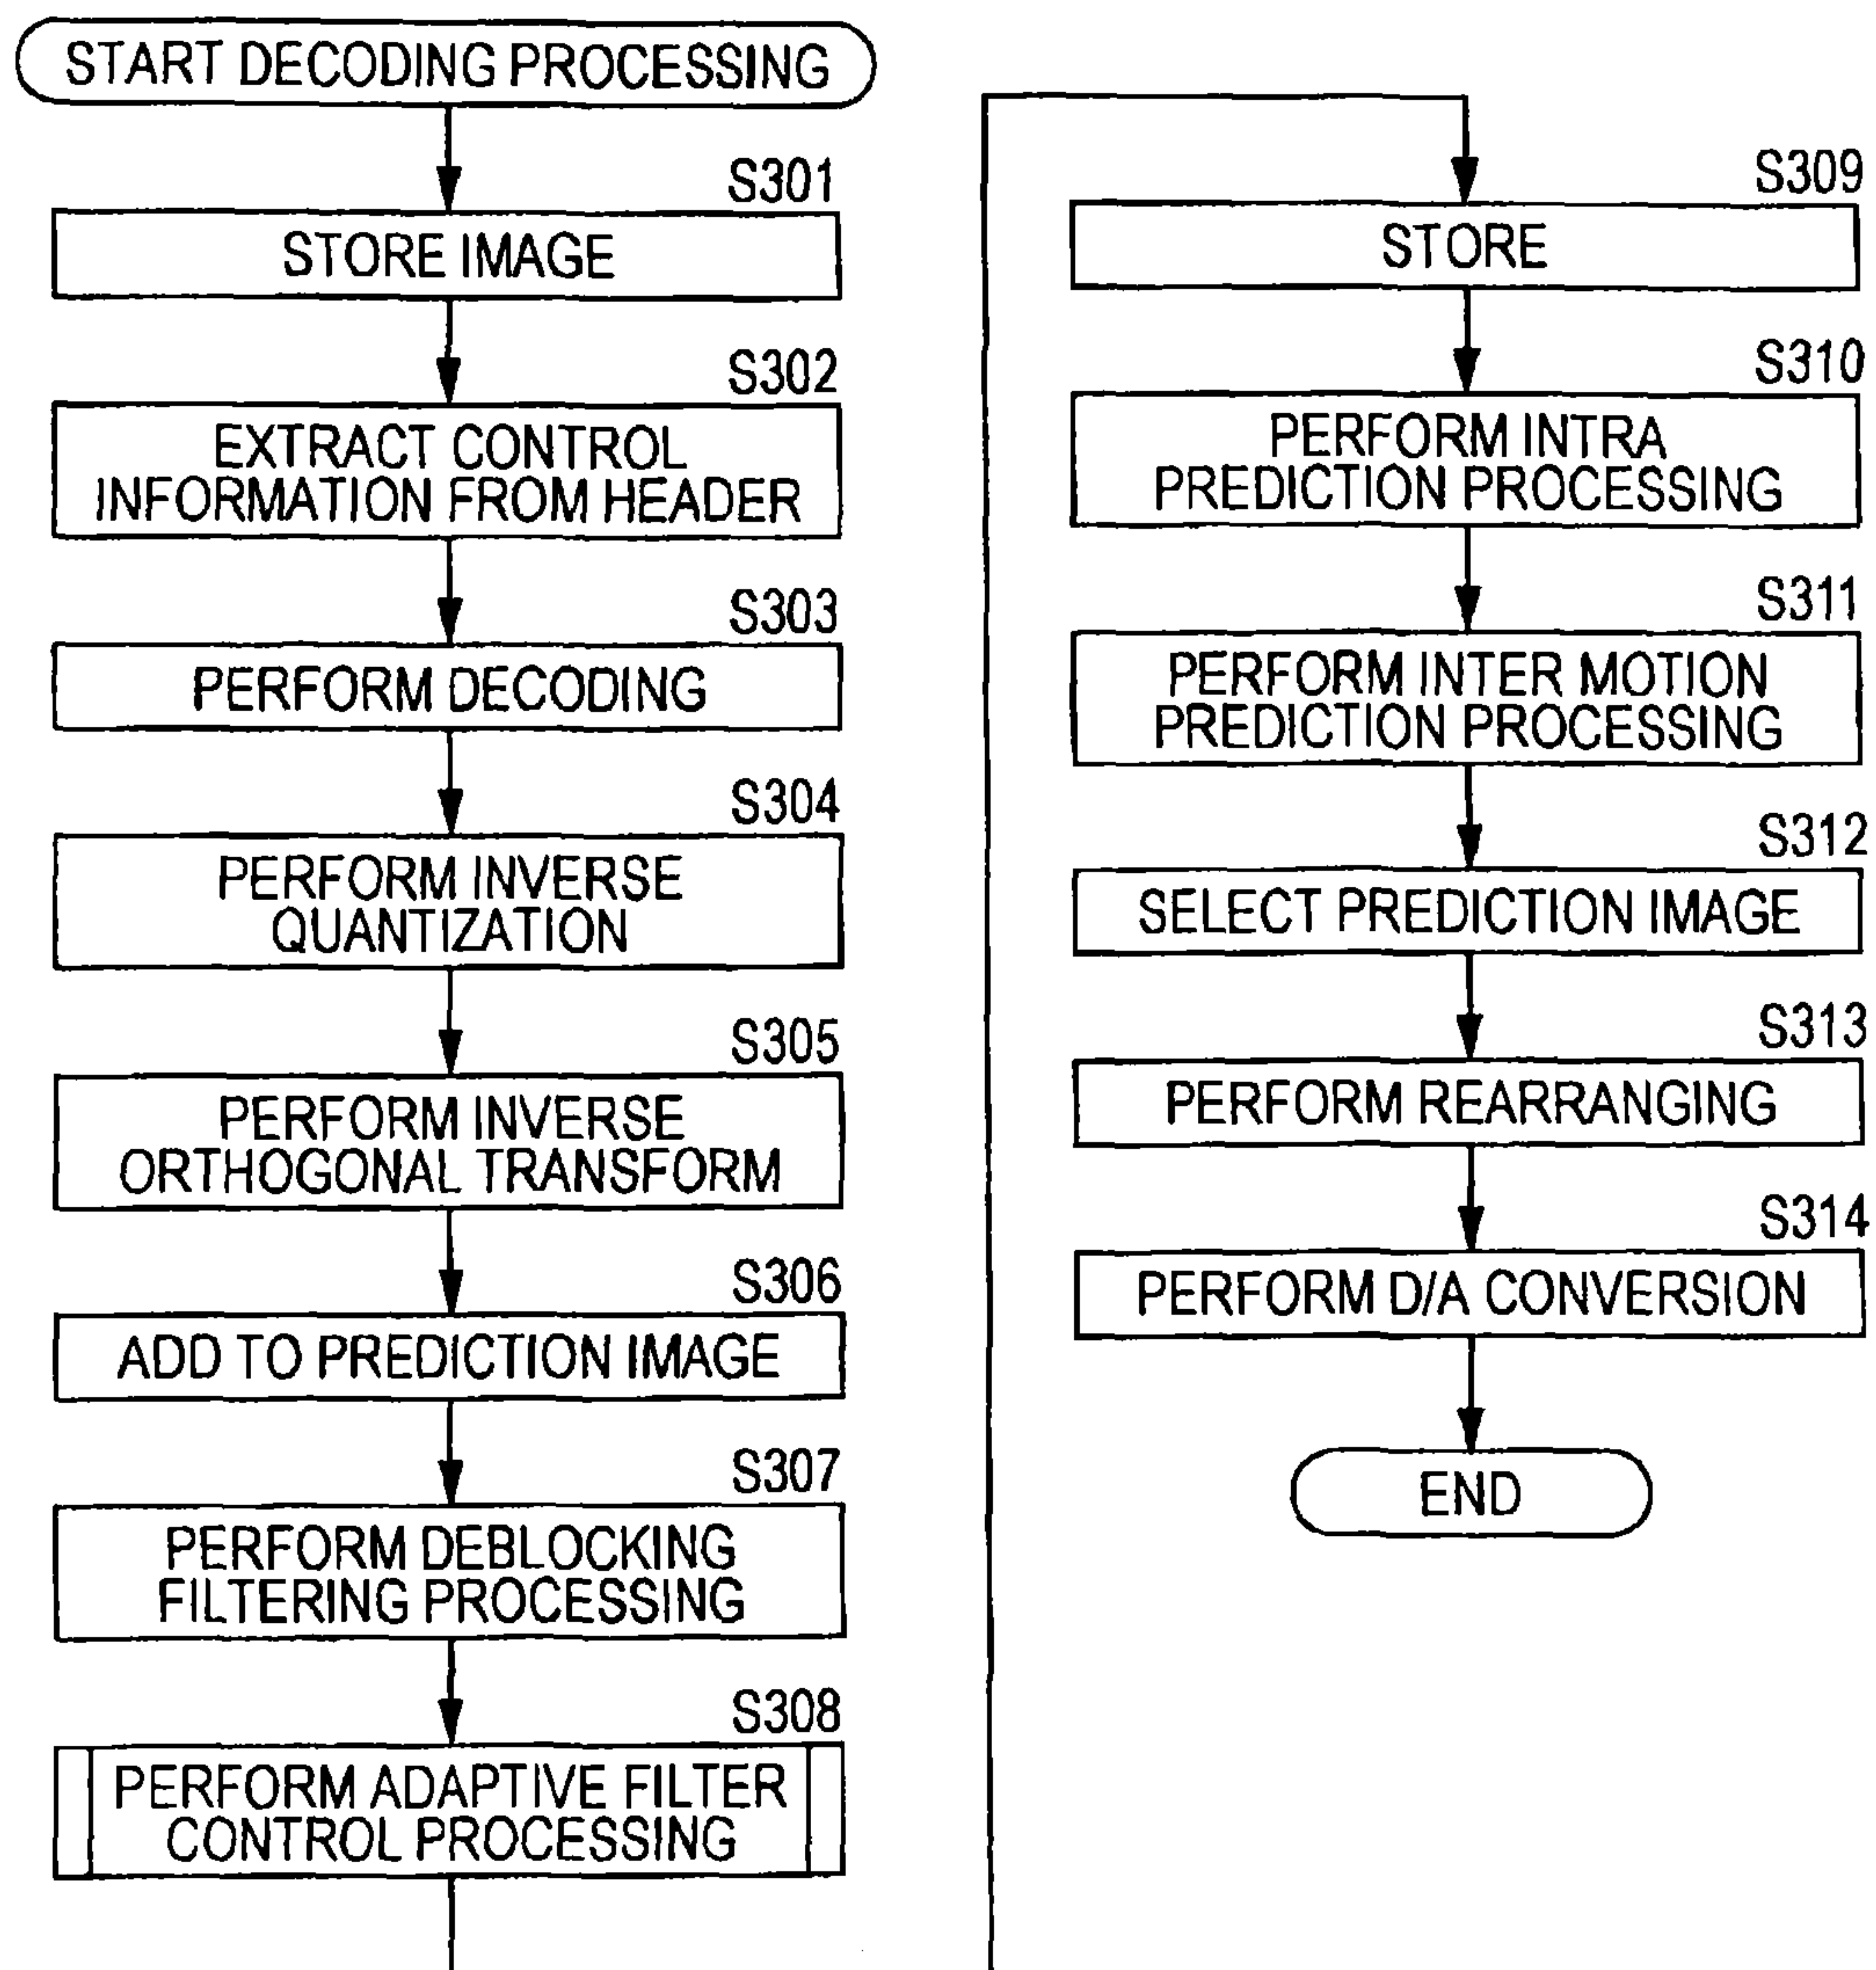 START DECODING PROCESSING
S301
STORE IMAGE
S302
EXTRACT CONTROL
INFORMATION FROM HEADER
S303
PERFORM DECODING
S304
PERFORM INVERSE
QUANTIZATION
S305
PERFORM INVERSE
ORTHOGONAL TRANSFORM
S306
ADD TO PREDICTION IMAGE
S307
PERFORM DEBLOCKING
FILTERING PROCESSING
S308
PERFORM ADAPTIVE FILTER
CONTROL PROCESSING
S309
STORE
S310
PERFORM INTRA
PREDICTION PROCESSING
S311
PERFORM INTER MOTION
PREDICTION PROCESSING
S312
SELECT PREDICTION IMAGE
S313
PERFORM REARRANGING
S314
PERFORM D/A CONVERSION
END